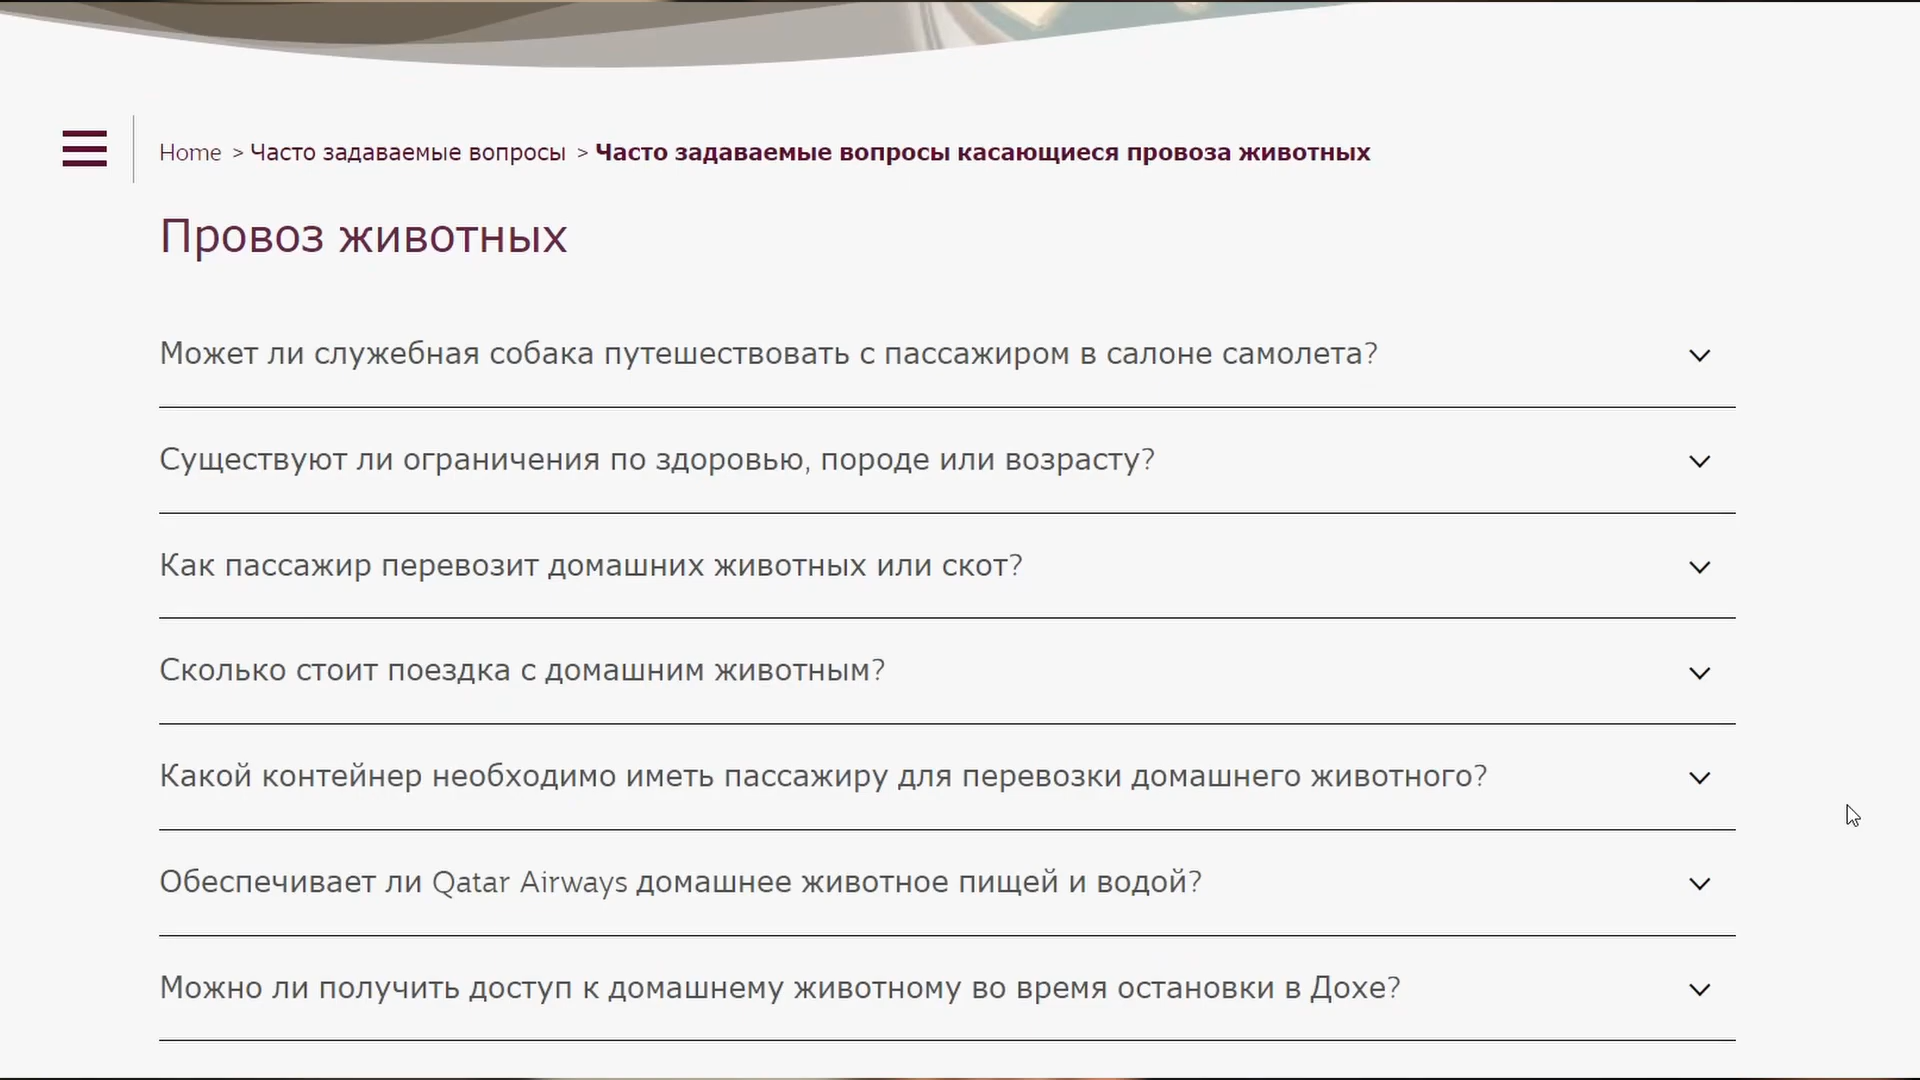 Home > Часто задаваемые вопросы > Часто задаваемые вопросы касающиеся провоза животных
Провоз животных
Может ли служебная собака путешествовать с пассажиром в салоне самолета?
Существуют ли ограничения по здоровью, породе или возрасту?
Как пассажир перевозит домашних животных или скот?
Сколько стоит поездка с домашним животным?
Какой контейнер необходимо иметь пассажиру для перевозки домашнего животного?
Обеспечивает ли Qatar Airways домашнее животное пищей и водой?
Можно ли получить доступ к домашнему животному во время остановки в Дохе?